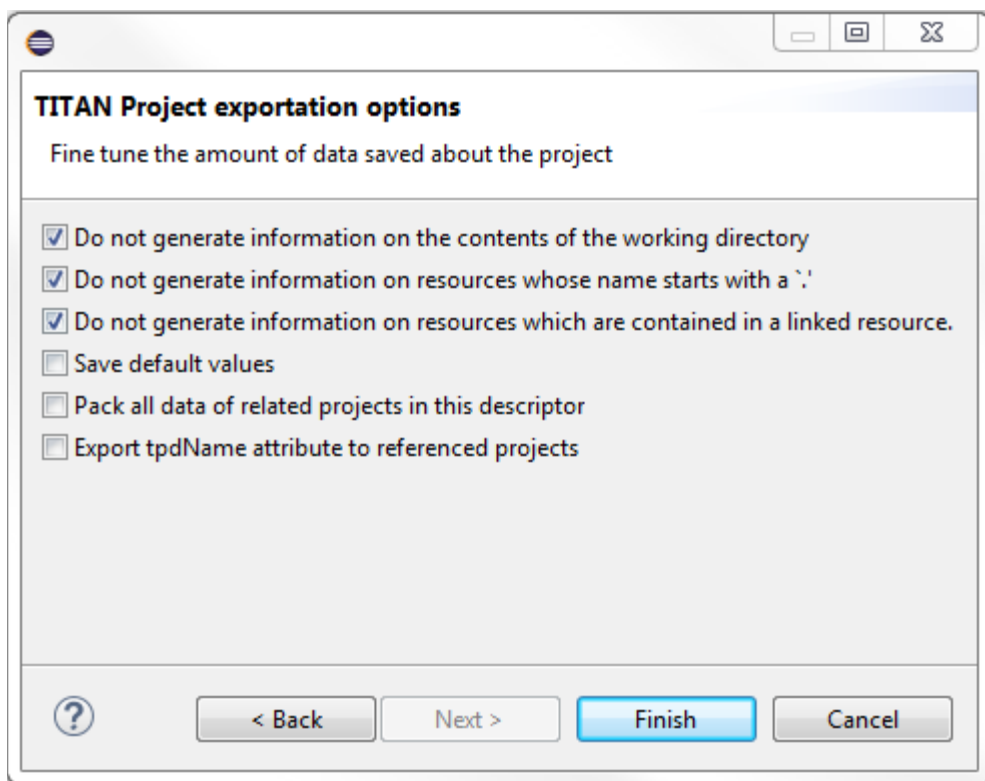 TITAN Project exportation options
Fine tune the amount of data saved about the project
Do not generate information on the contents of the working directory
Do not generate information on resources whose name starts with a `.'
Do not generate information on resources which are contained in a linked resource.
Save default values
Pack all data of related projects in this descriptor
Export tpdName attribute to referenced projects
? < Back Next > Finish Cancel